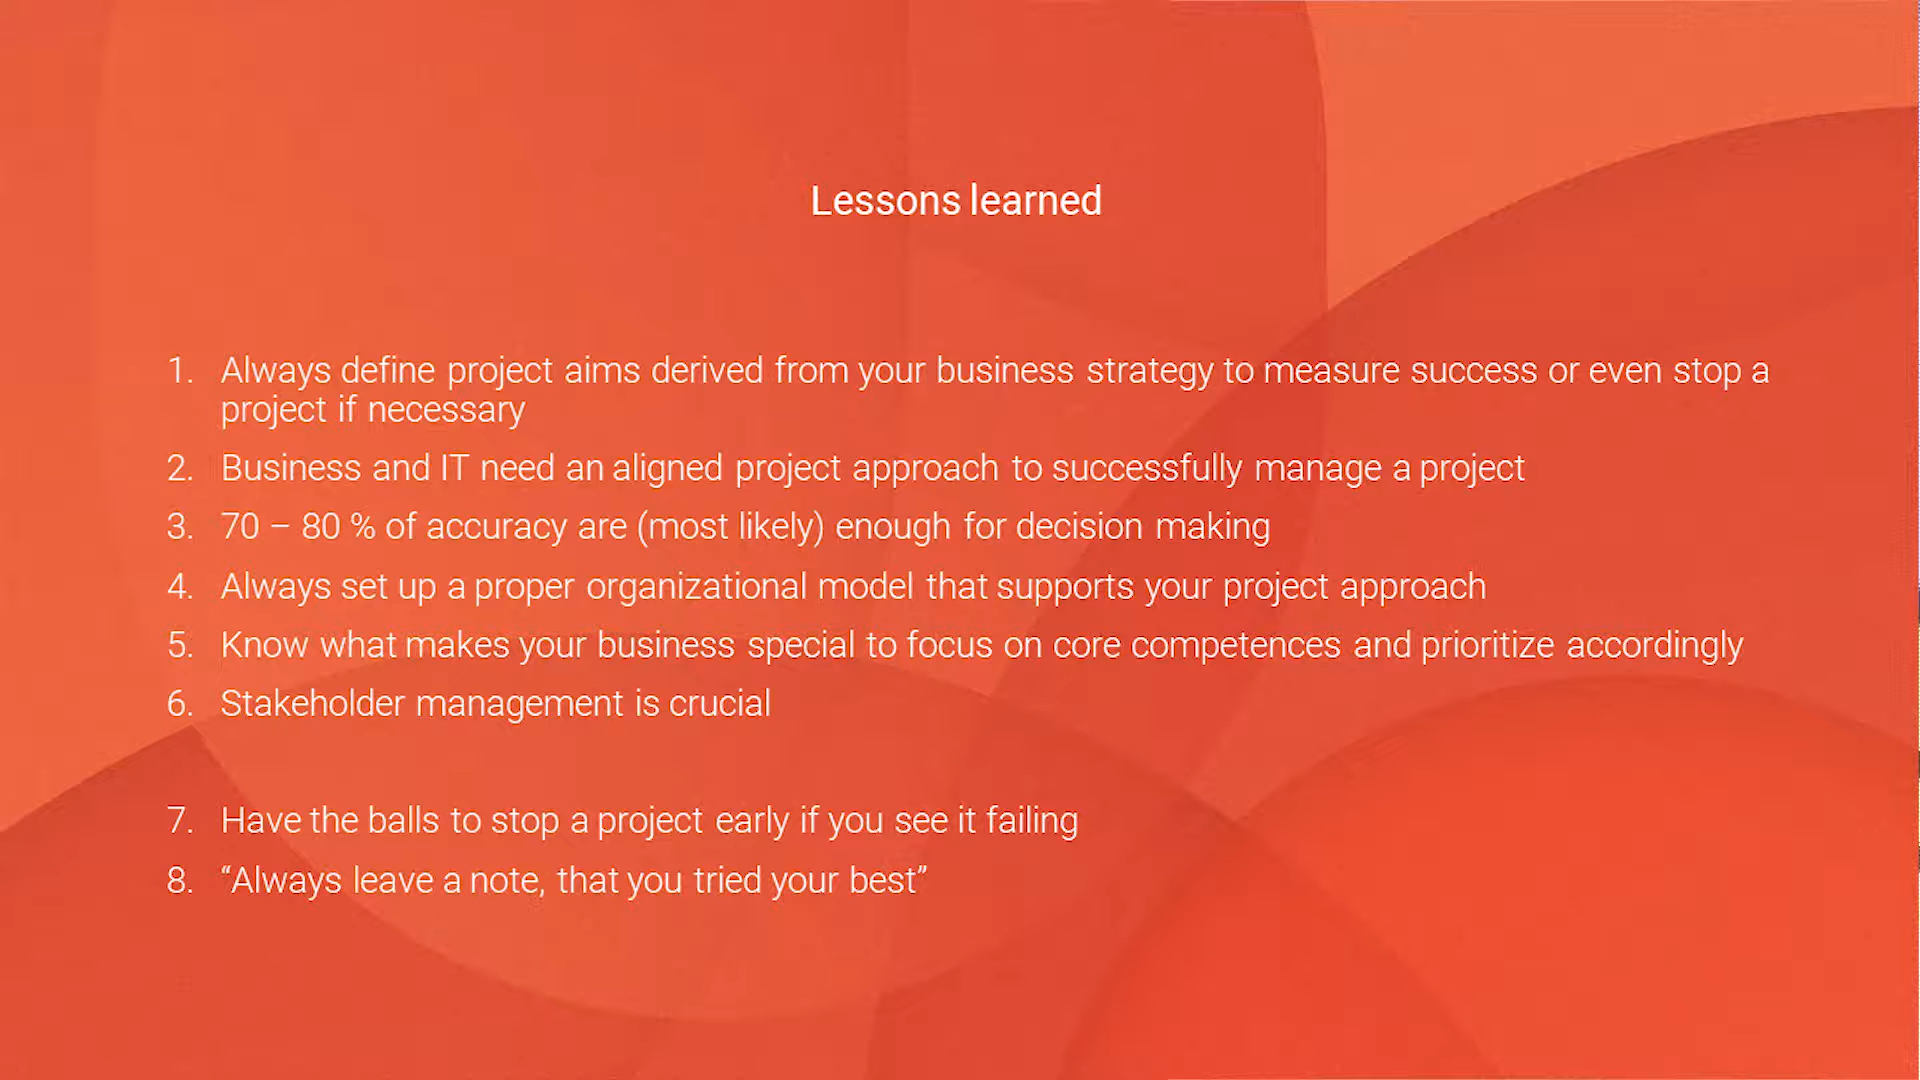 Lessons learned
1. Always define project aims derived from your business strategy to measure success or even stop a
project if necessary
2. Business and IT need an aligned project approach to successfully manage a project
3. 70 – 80 % of accuracy are (most likely) enough for decision making
4. Always set up a proper organizational model that supports your project approach
5. Know what makes your business special to focus on core competences and prioritize accordingly
6. Stakeholder management is crucial
7. Have the balls to stop a project early if you see it failing
8. “Always leave a note, that you tried your best”